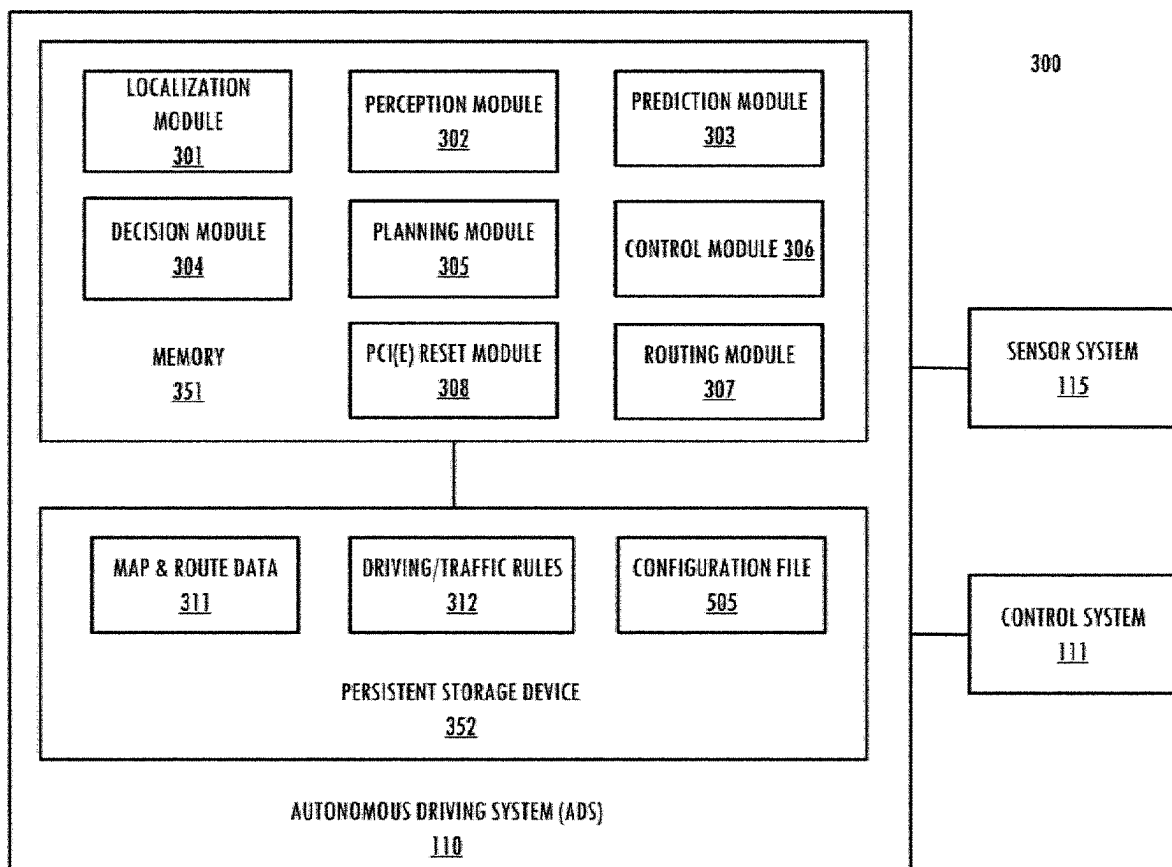 300
LOCALIZATION
MODULE
301
PERCEPTION MODULE
302
PREDICTION MODULE
303
DECISION MODULE
304
PLANNING MODULE
305
CONTROL MODULE 306
MEMORY
351
PCI(E) RESET MODULE
308
ROUTING MODULE
307
SENSOR SYSTEM
115
MAP & ROUTE DATA
311
DRIVING/TRAFFIC RULES
312
CONFIGURATION FILE
505
CONTROL SYSTEM
111
PERSISTENT STORAGE DEVICE
352
AUTONOMOUS DRIVING SYSTEM (ADS)
110